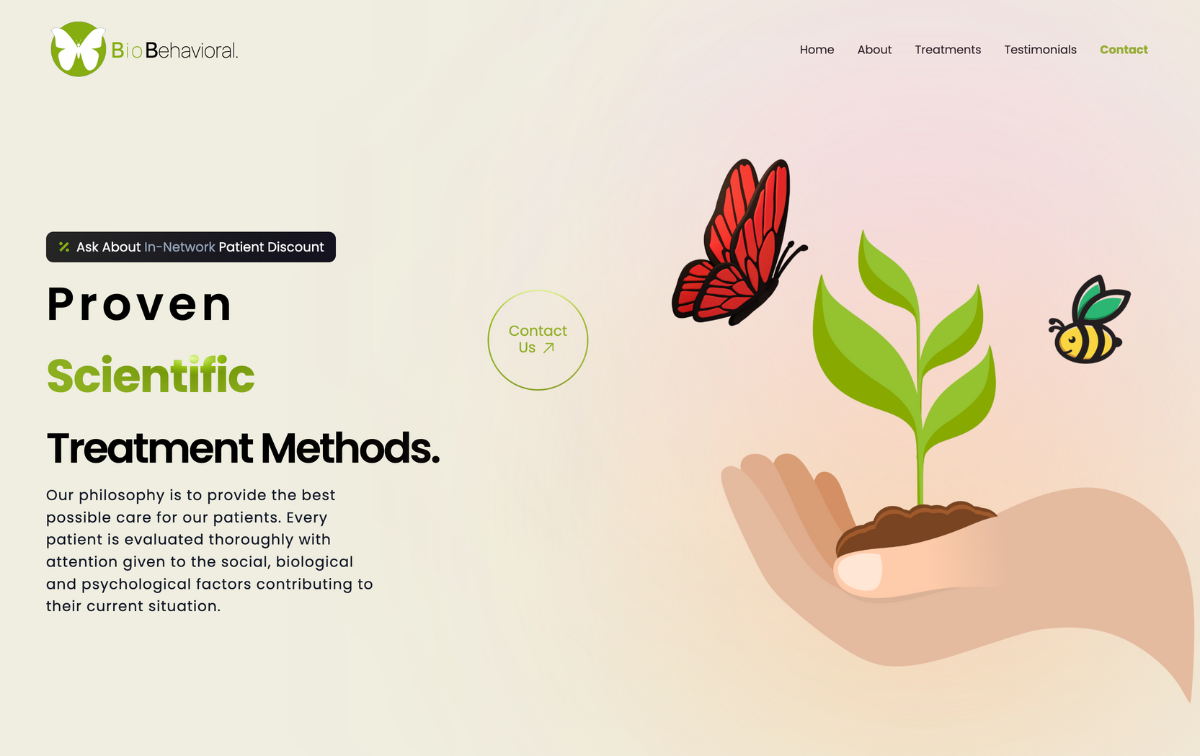 BioBehavioral.
Home
About
Treatments
Testimonials
Contact
Ask About In-Network Patient Discount
Proven
Scientific
Treatment Methods.
Contact
Us
Our philosophy is to provide the best
possible care for our patients. Every
patient is evaluated thoroughly with
attention given to the social, biological
and psychological factors contributing to
their current situation.